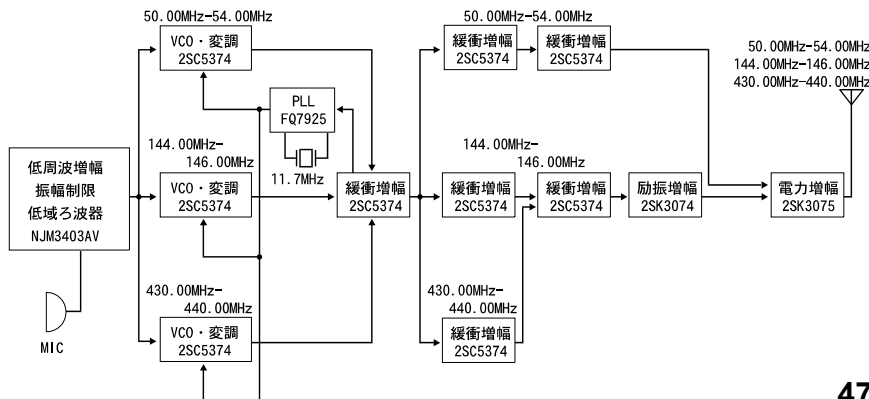 50.00MHz-54.00MHz
VCO・変調
2SC5374
緩衝増幅
2SC5374
緩衝増幅
2SC5374
50.00MHz-54.00MHz
144.00MHz-146.00MHz
430.00MHz-440.00MHz
PLL
FQ7925
11.7MHz
低周波増幅
振幅制限
低域ろ波器
NJM3403AV
MIC
144.00MHz-
146.00MHz
VCO・変調
2SC5374
緩衝増幅
2SC5374
144.00MHz-
146.00MHz
緩衝増幅
2SC5374
緩衝増幅
2SC5374
励振増幅
2SK3074
電力増幅
2SK3075
430.00MHz-
440.00MHz
VCO・変調
2SC5374
430.00MHz-
440.00MHz
緩衝増幅
2SC5374
50.00MHz-54.00MHz
47